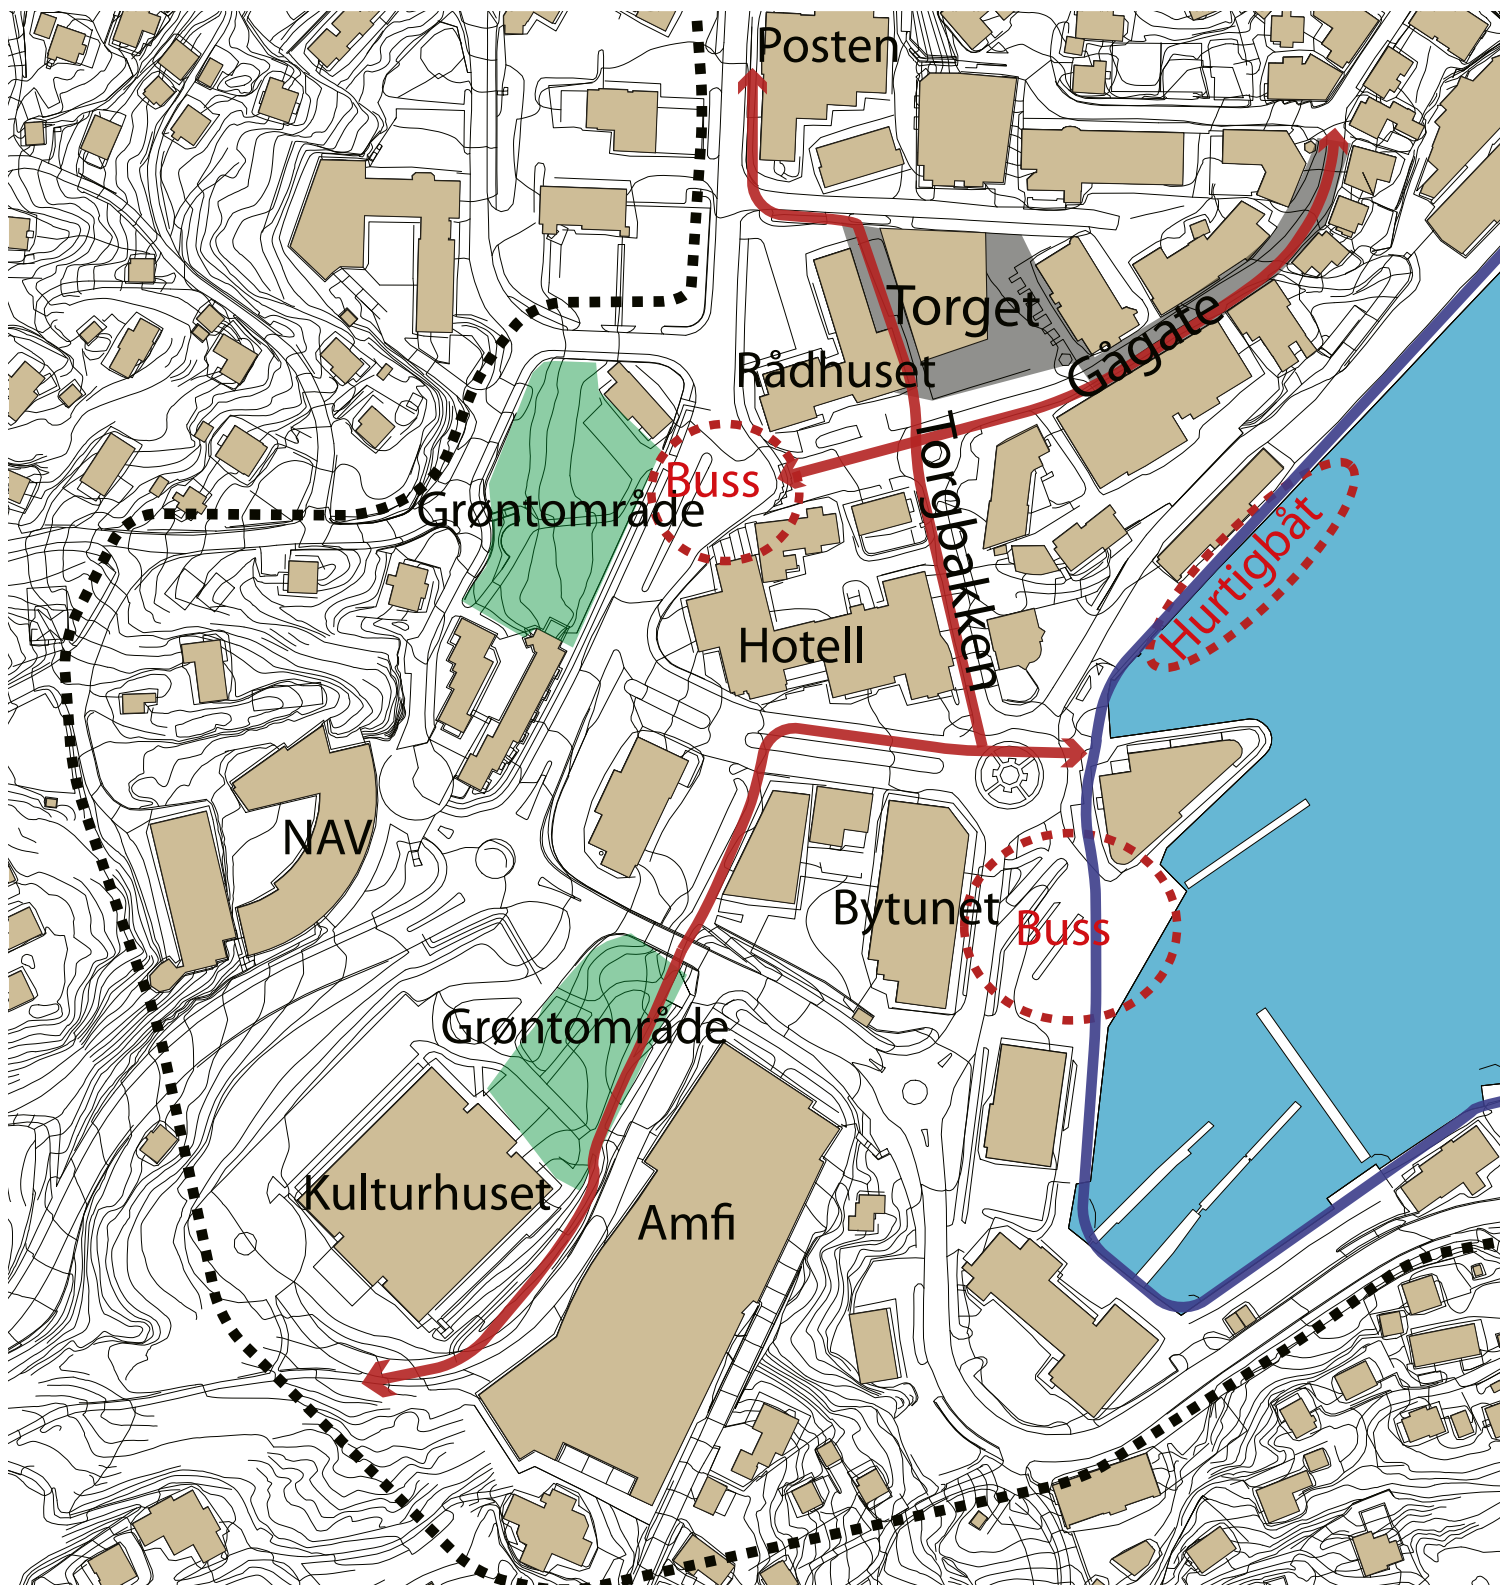 Posten
Torget
Gågate
Rådhuset
Buss
Grøntområde
Torgbakken
Hurtigbåt
Hotell
NAV
Bytunet
Buss
Grøntområde
Kulturhuset
Amfi